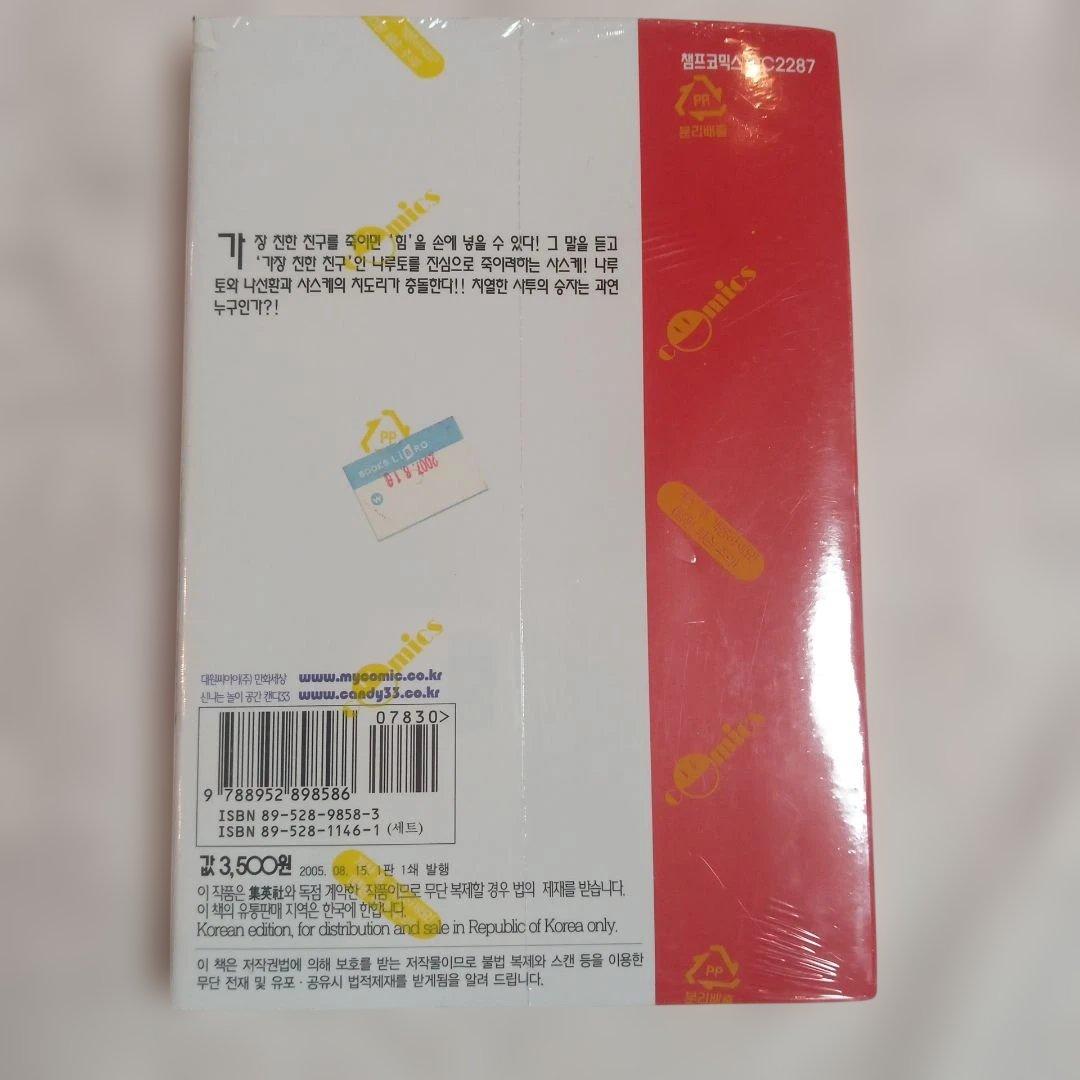 챔프코믹스 C2287
PP
분리배출
가장 친한 친구를 죽이면 '힘'을 손에 넣을 수 있다! 그 말을 듣고
'가장 친한 친구'인 나루토를 진심으로 죽이려하는 사스케! 나루
토와 나선환과 사스케의 치도리가 충돌한다!! 치열한 사투의 승자는 과연
누구인가?!
comics
comics
PP
BOOKS LIBRO
2007.8.16
comics
대원씨아이(주) 만화세상 www.mycomic.co.kr
신나는 놀이 공간 캔디33 www.candy33.co.kr
07830>
9 788952 898586
ISBN 89-528-9858-3
ISBN 89-528-1146-1 (세트)
comics
값 3,500원 2005. 08. 15. 1판 1쇄 발행
이 작품은 集英社와 독점 계약한 작품이므로 무단 복제할 경우 법의 제재를 받습니다.
이 책의 유통판매 지역은 한국에 한합니다.
Korean edition, for distribution and sale in Republic of Korea only.
이 책은 저작권법에 의해 보호를 받는 저작물이므로 불법 복제와 스캔 등을 이용한
무단 전재 및 유포·공유시 법적제재를 받게됨을 알려 드립니다.
PP
분리배출